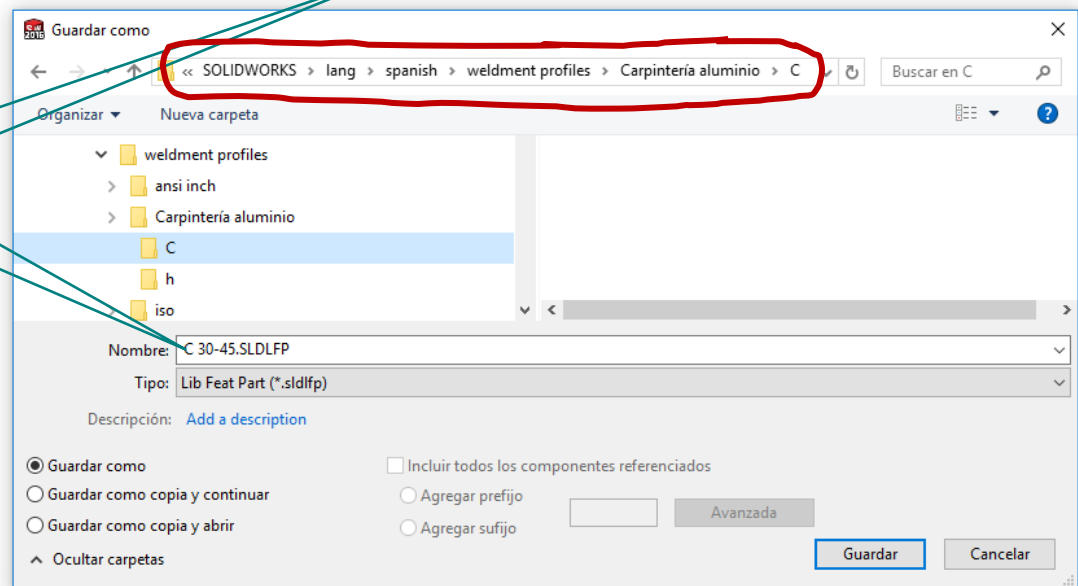 SW 2016 Guardar como
« SOLIDWORKS > lang > spanish > weldment profiles > Carpintería aluminio > C
Buscar en C
Organizar Nueva carpeta
?
weldment profiles
ansi inch
Carpintería aluminio
C
h
iso
Nombre: C 30-45.SLDLFP
Tipo: Lib Feat Part (*.sldlfp)
Descripción: Add a description
Guardar como
Incluir todos los componentes referenciados
Guardar como copia y continuar
Agregar prefijo
Avanzada
Guardar como copia y abrir
Agregar sufijo
Ocultar carpetas
Guardar
Cancelar